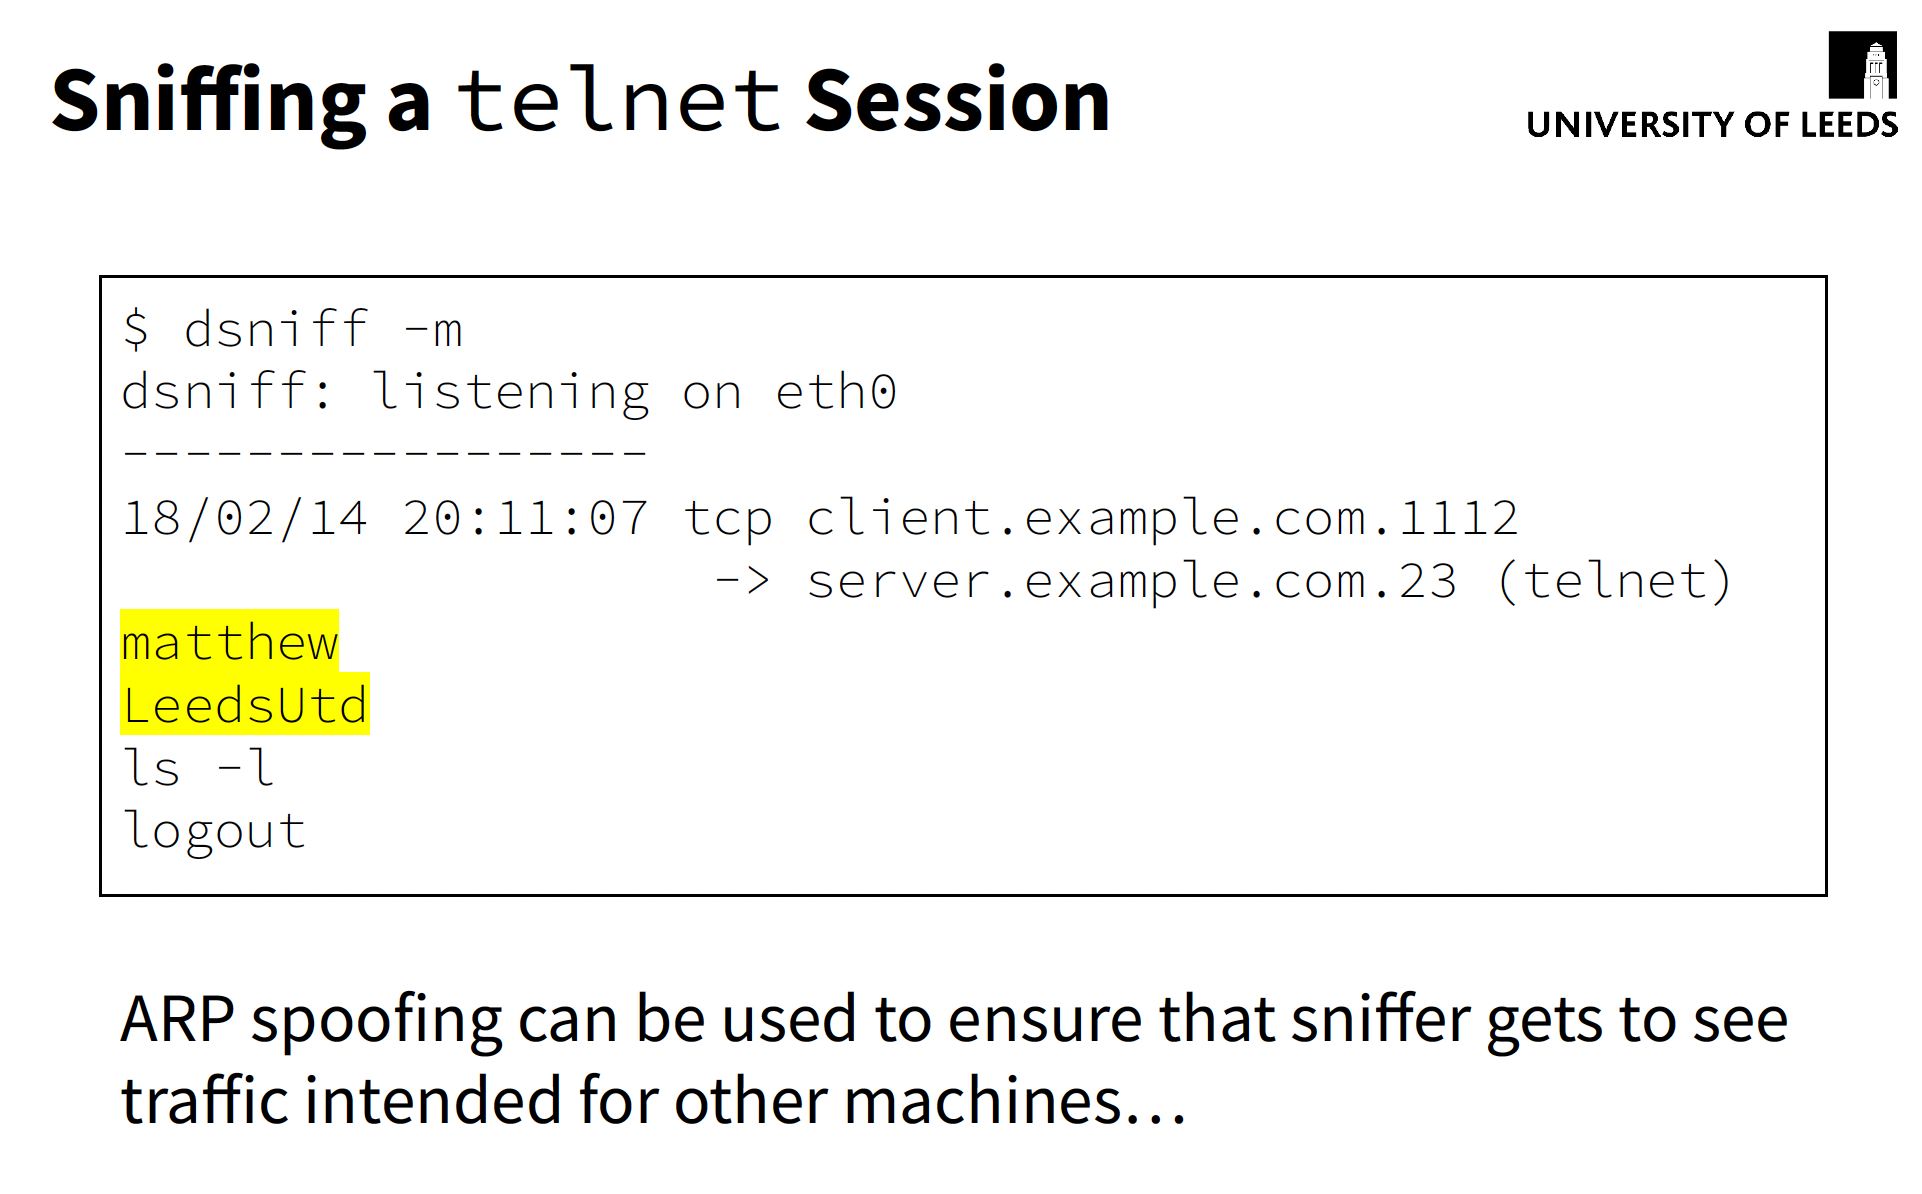 Sniffing a telnet Session
UNIVERSITY OF LEEDS
$ dsniff -m
dsniff: listening on eth0
-----------------
18/02/14 20:11:07 tcp client.example.com.1112
-> server.example.com.23 (telnet)
matthew
LeedsUtd
ls -l
logout
ARP spoofing can be used to ensure that sniffer gets to see
traffic intended for other machines…